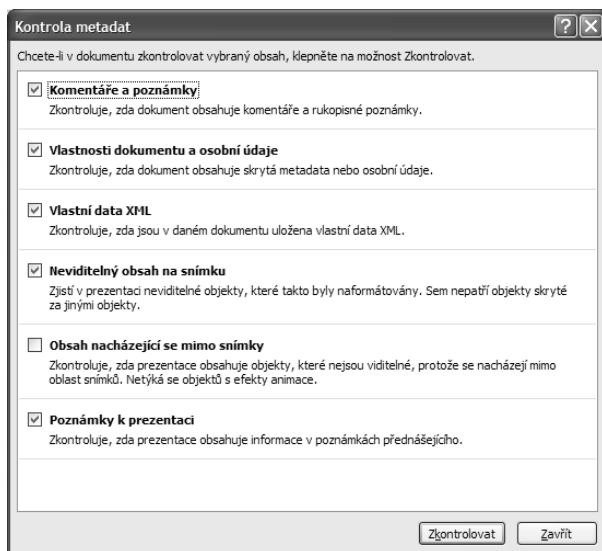 Kontrola metadat
Chcete-li v dokumentu zkontrolovat vybraný obsah, klepněte na možnost Zkontrolovat.
Komentáře a poznámky
Zkontroluje, zda dokument obsahuje komentáře a rukopisné poznámky.
Vlastnosti dokumentu a osobní údaje
Zkontroluje, zda dokument obsahuje skrytá metadata nebo osobní údaje.
Vlastní data XML
Zkontroluje, zda jsou v daném dokumentu uložena vlastní data XML.
Neviditelný obsah na snímku
Zjistí v prezentaci neviditelné objekty, které takto byly naformátovány. Sem nepatří objekty skryté
za jinými objekty.
Obsah nacházející se mimo snímky
Zkontroluje, zda prezentace obsahuje objekty, které nejsou viditelné, protože se nacházejí mimo
oblast snímků. Netýká se objektů s efekty animace.
Poznámky k prezentaci
Zkontroluje, zda prezentace obsahuje informace v poznámkách přednášejícího.
Zkontrolovat Zavřít